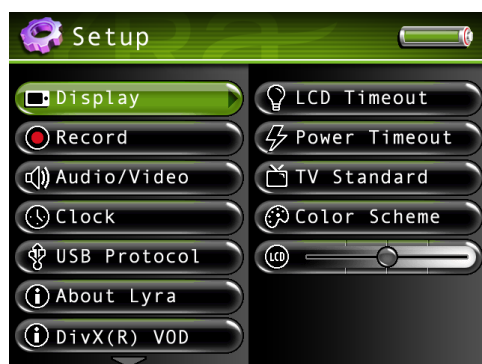 Setup
Display
Record
Audio/Video
Clock
USB Protocol
About Lyra
DivX(R) VOD
LCD Timeout
Power Timeout
TV Standard
Color Scheme
LCD